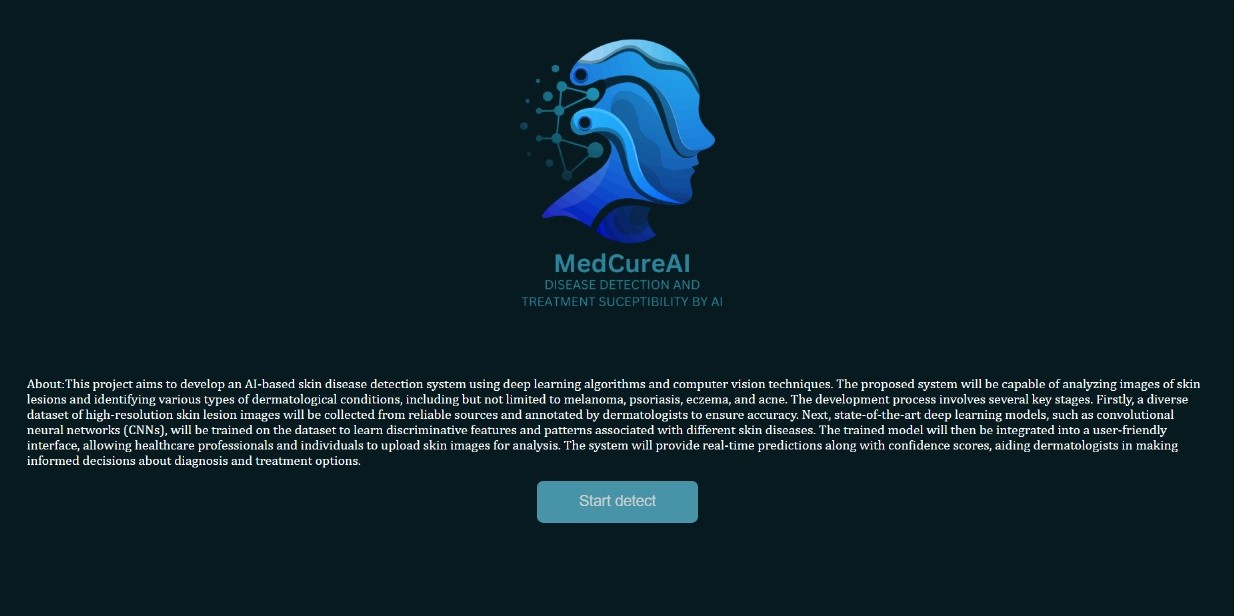 MedCureAI
DISEASE DETECTION AND
TREATMENT SUCEPTIBILITY BY AI
About:This project aims to develop an AI-based skin disease detection system using deep learning algorithms and computer vision techniques. The proposed system will be capable of analyzing images of skin
lesions and identifying various types of dermatological conditions, including but not limited to melanoma, psoriasis, eczema, and acne. The development process involves several key stages. Firstly, a diverse
dataset of high-resolution skin lesion images will be collected from reliable sources and annotated by dermatologists to ensure accuracy. Next, state-of-the-art deep learning models, such as convolutional
neural networks (CNNs), will be trained on the dataset to learn discriminative features and patterns associated with different skin diseases. The trained model will then be integrated into a user-friendly
interface, allowing healthcare professionals and individuals to upload skin images for analysis. The system will provide real-time predictions along with confidence scores, aiding dermatologists in making
informed decisions about diagnosis and treatment options.
Start detect